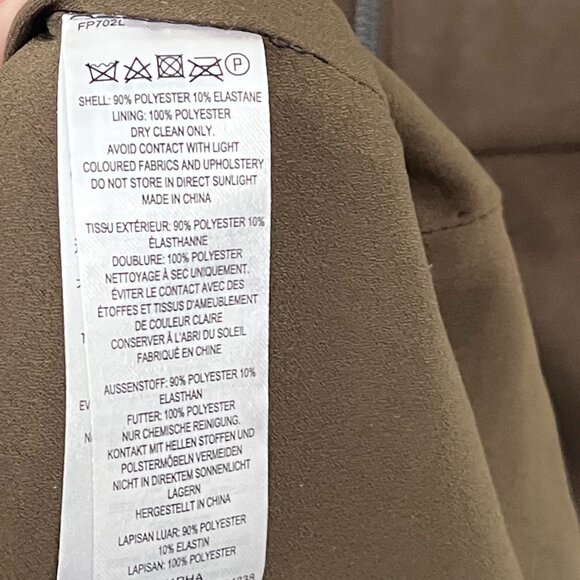 FP702L
P
SHELL: 90% POLYESTER 10% ELASTANE
LINING: 100% POLYESTER
DRY CLEAN ONLY.
AVOID CONTACT WITH LIGHT
COLOURED FABRICS AND UPHOLSTERY
DO NOT STORE IN DIRECT SUNLIGHT
MADE IN CHINA
TISSU EXTÉRIEUR: 90% POLYESTER 10%
ÉLASTHANNE
DOUBLURE: 100% POLYESTER
NETTOYAGE À SEC UNIQUEMENT.
ÉVITER LE CONTACT AVEC DES
ÉTOFFES ET TISSUS D'AMEUBLEMENT
DE COULEUR CLAIRE
CONSERVER À L'ABRI DU SOLEIL
FABRIQUÉ EN CHINE
AUSSENSTOFF: 90% POLYESTER 10%
ELASTHAN
FUTTER: 100% POLYESTER
NUR CHEMISCHE REINIGUNG.
KONTAKT MIT HELLEN STOFFEN UND
POLSTERMÖBELN VERMEIDEN
NICHT IN DIREKTEM SONNENLICHT
LAGERN
HERGESTELLT IN CHINA
LAPISAN LUAR: 90% POLYESTER
10% ELASTIN
LAPISAN: 100% POLYESTER